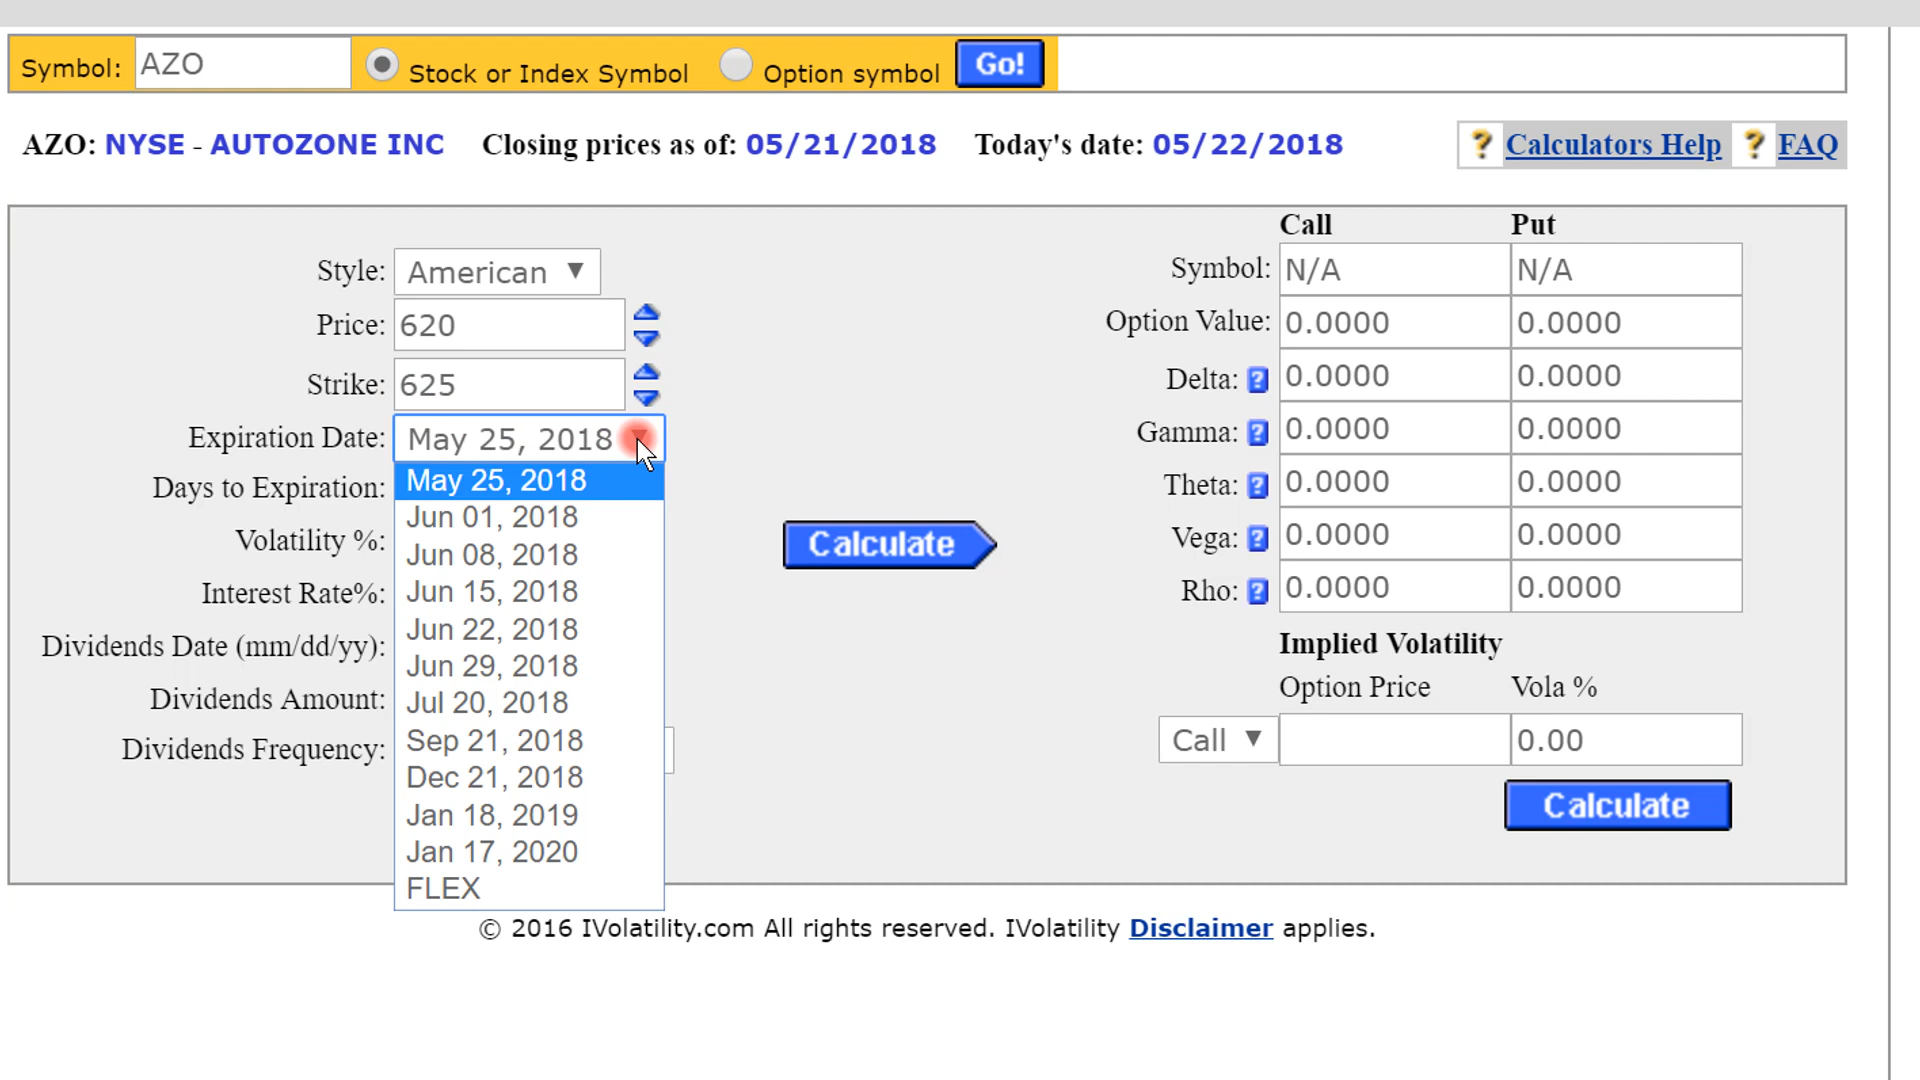 Symbol: AZO Stock or Index Symbol Option symbol Go!
AZO: NYSE - AUTOZONE INC Closing prices as of: 05/21/2018 Today's date: 05/22/2018 ? Calculators Help ? FAQ
Call Put
Style: American ▼
Symbol: N/A N/A
Price: 620
Option Value: 0.0000 0.0000
Strike: 625
Delta: ? 0.0000 0.0000
Expiration Date: May 25, 2018
Gamma: ? 0.0000 0.0000
May 25, 2018
Days to Expiration:
Theta: ? 0.0000 0.0000
Jun 01, 2018
Volatility %:
Jun 08, 2018
Calculate
Vega: ? 0.0000 0.0000
Interest Rate%:
Jun 15, 2018
Rho: ? 0.0000 0.0000
Jun 22, 2018
Dividends Date (mm/dd/yy):
Implied Volatility
Jun 29, 2018
Option Price Vola %
Dividends Amount:
Jul 20, 2018
Dividends Frequency:
Sep 21, 2018
Call ▼ 0.00
Dec 21, 2018
Jan 18, 2019
Calculate
Jan 17, 2020
FLEX
© 2016 IVolatility.com All rights reserved. IVolatility Disclaimer applies.